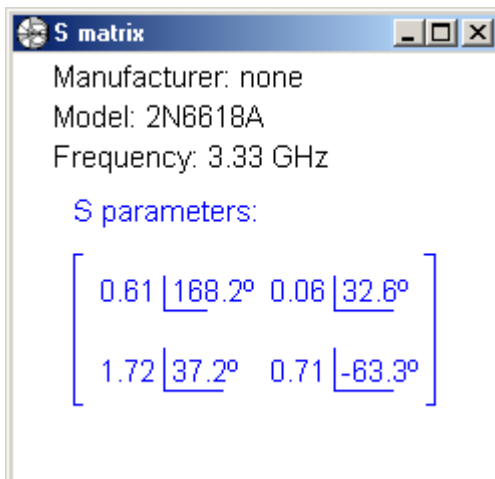 S matrix
Manufacturer: none
Model: 2N6618A
Frequency: 3.33 GHz
S parameters:
0.61 168.2º 0.06 32.6º
1.72 37.2º 0.71 -63.3º